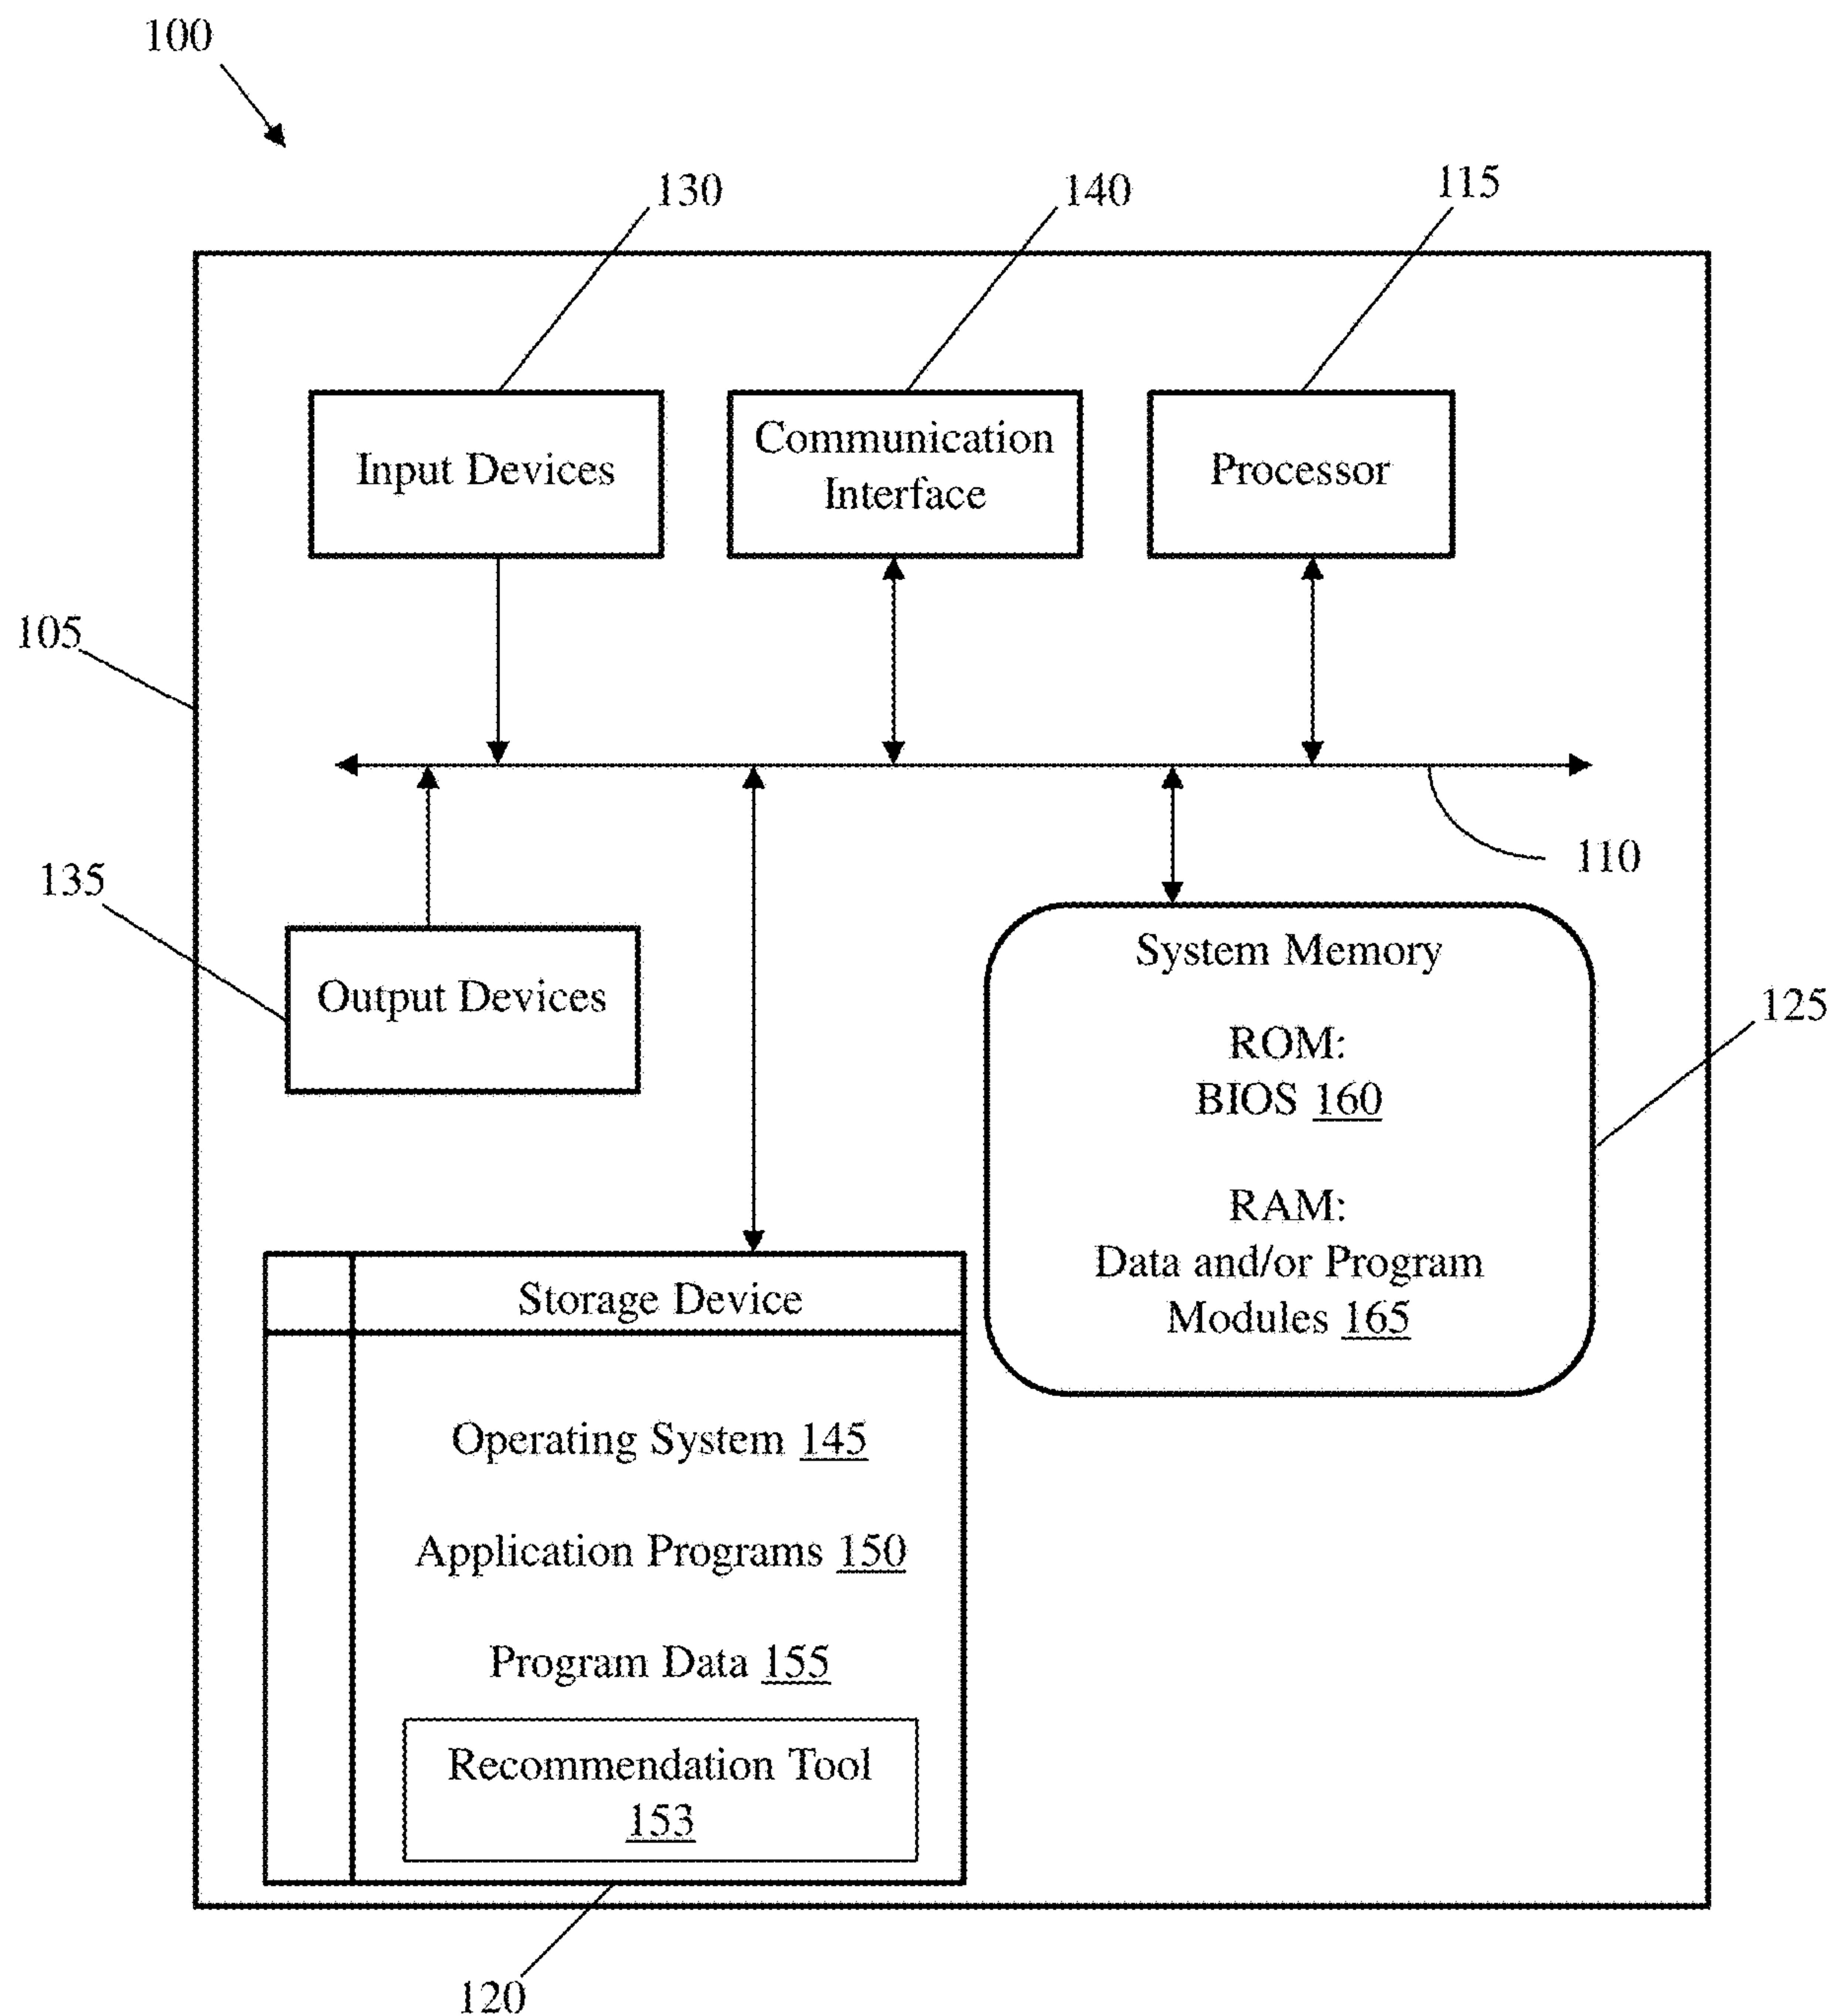 100
130
140
115
Input Devices
Communication
Interface
Processor
105
110
135
Output Devices
System Memory
ROM:
BIOS 160
RAM:
Data and/or Program
Modules 165
125
Storage Device
Operating System 145
Application Programs 150
Program Data 155
Recommendation Tool
153
120